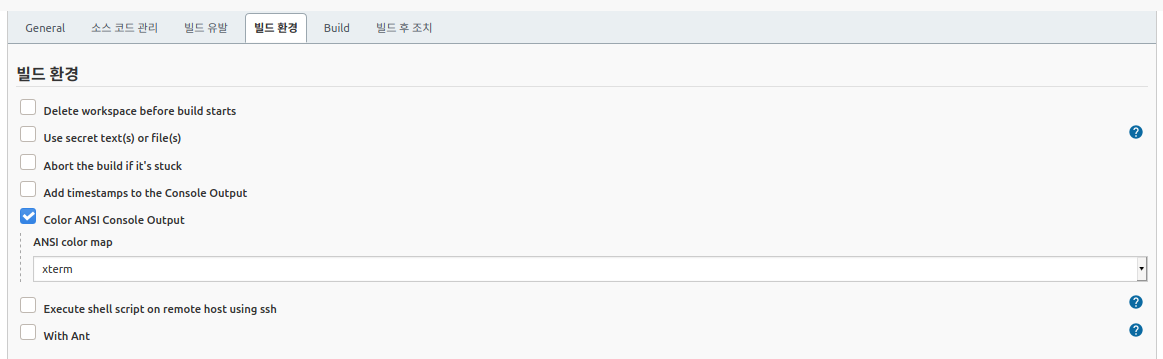 General 소스 코드 관리 빌드 유발 빌드 환경 Build 빌드 후 조치
빌드 환경
Delete workspace before build starts
Use secret text(s) or file(s)
Abort the build if it's stuck
Add timestamps to the Console Output
Color ANSI Console Output
ANSI color map
xterm
Execute shell script on remote host using ssh
With Ant